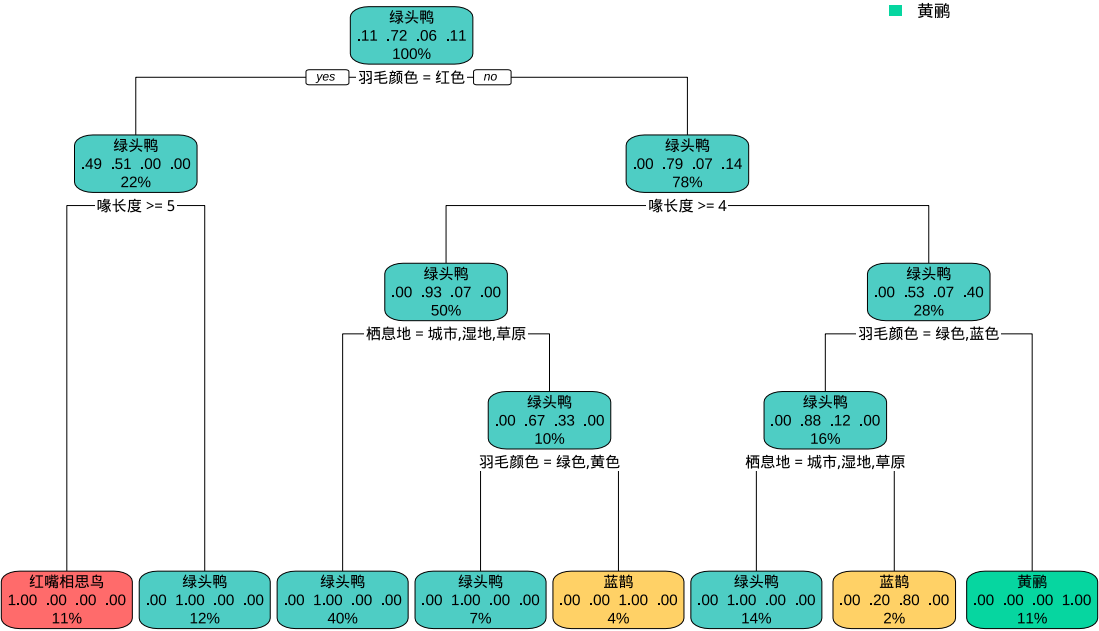 黄鹂
绿头鸭
.11 .72 .06 .11
100%
yes 羽毛颜色 = 红色 no
绿头鸭
.49 .51 .00 .00
22%
绿头鸭
.00 .79 .07 .14
78%
喙长度 >= 5
喙长度 >= 4
绿头鸭
.00 .93 .07 .00
50%
绿头鸭
.00 .53 .07 .40
28%
栖息地 = 城市,湿地,草原
羽毛颜色 = 绿色,蓝色
绿头鸭
.00 .67 .33 .00
10%
绿头鸭
.00 .88 .12 .00
16%
羽毛颜色 = 绿色,黄色
栖息地 = 城市,湿地,草原
红嘴相思鸟
1.00 .00 .00 .00
11%
绿头鸭
.00 1.00 .00 .00
12%
绿头鸭
.00 1.00 .00 .00
40%
绿头鸭
.00 1.00 .00 .00
7%
蓝鹊
.00 .00 1.00 .00
4%
绿头鸭
.00 1.00 .00 .00
14%
蓝鹊
.00 .20 .80 .00
2%
黄鹂
.00 .00 .00 1.00
11%